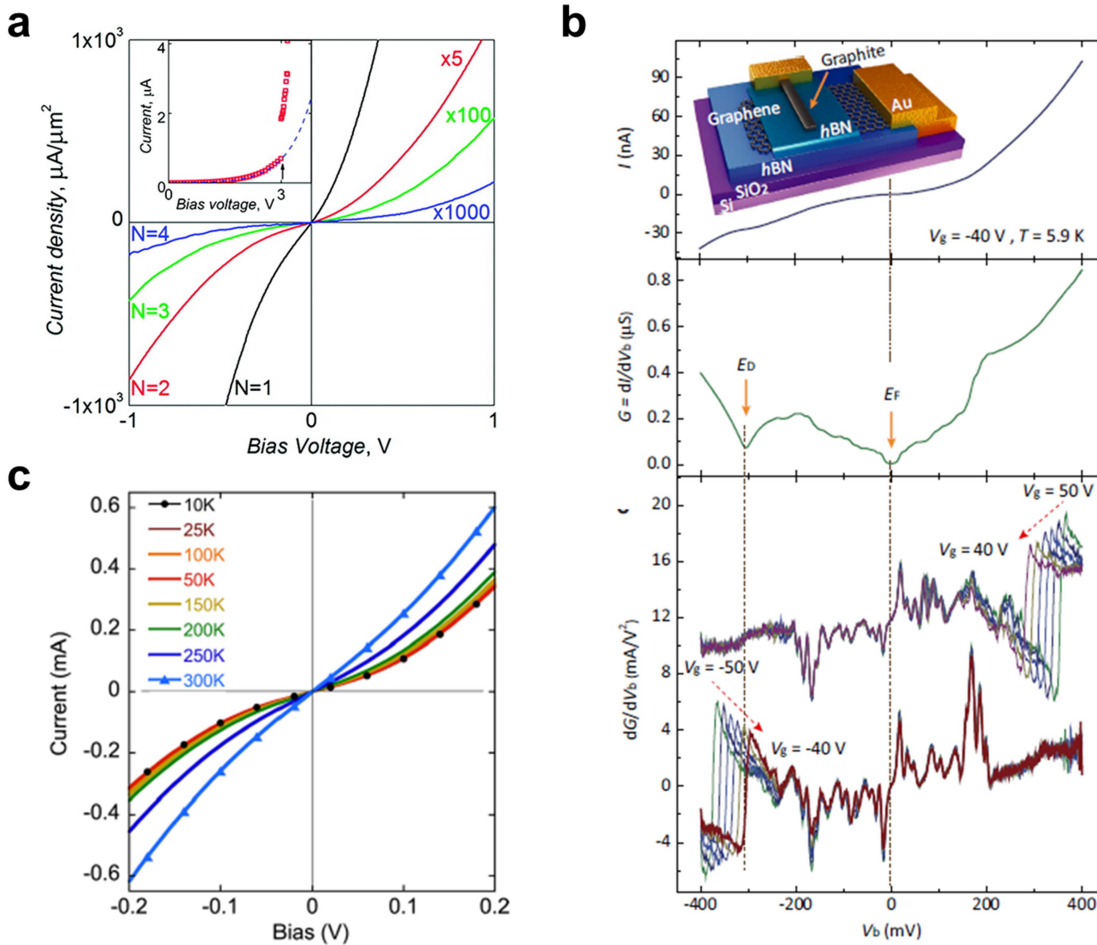 a
1x10³
0
-1x10³
-1
0
1
Current density, μA/μm²
Bias Voltage, V
4
2
0
0
3
Current, μA
Bias voltage, V
x5
x100
x1000
N=4
N=3
N=2
N=1
b
90
60
30
0
-30
I (nA)
Graphite
Graphene
Au
hBN
hBN
SiO₂
Si
Vg = -40 V , T = 5.9 K
0.8
0.6
0.4
0.2
0.0
G = dI/dVb (μS)
ED
EF
20
16
12
8
4
0
-4
dG/dVb (mA/V²)
Vg = 50 V
Vg = 40 V
Vg = -50 V
Vg = -40 V
-400
-200
0
200
400
Vb (mV)
c
0.6
0.4
0.2
0
-0.2
-0.4
-0.6
Current (mA)
10K
25K
100K
50K
150K
200K
250K
300K
-0.2
-0.1
0
0.1
0.2
Bias (V)